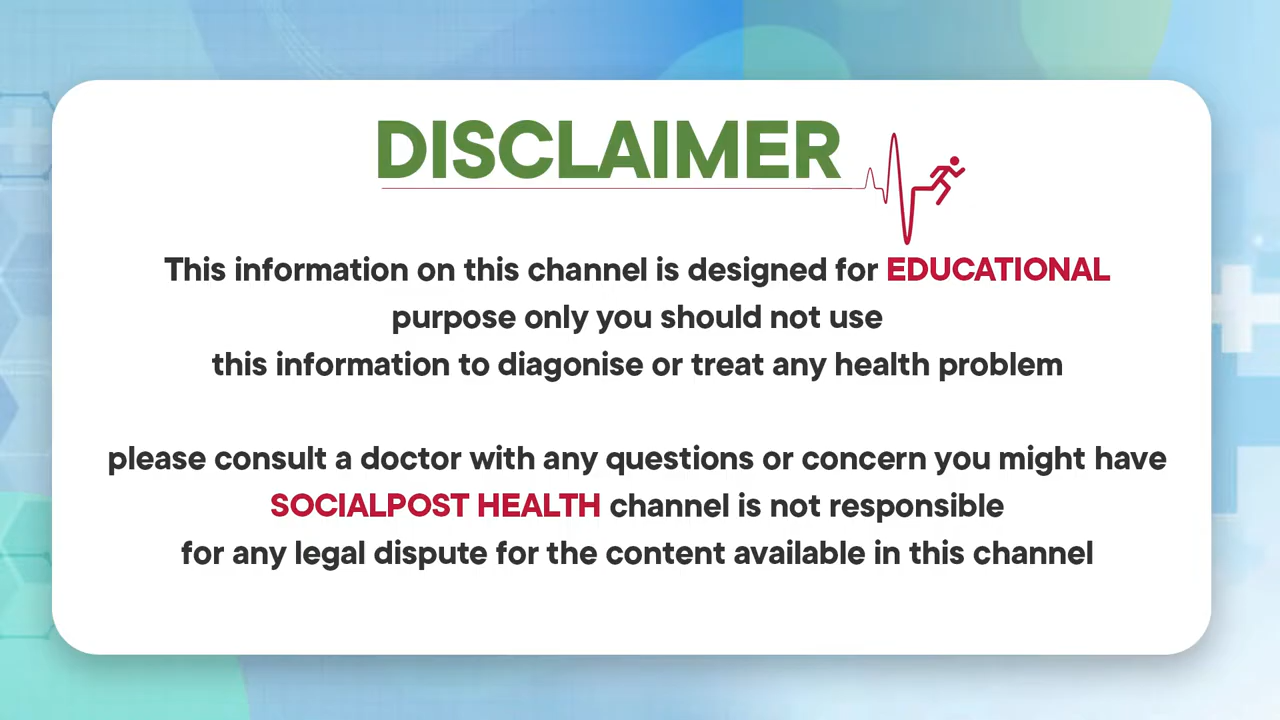 DISCLAIMER
This information on this channel is designed for EDUCATIONAL
purpose only you should not use
this information to diagonise or treat any health problem
please consult a doctor with any questions or concern you might have
SOCIALPOST HEALTH channel is not responsible
for any legal dispute for the content available in this channel